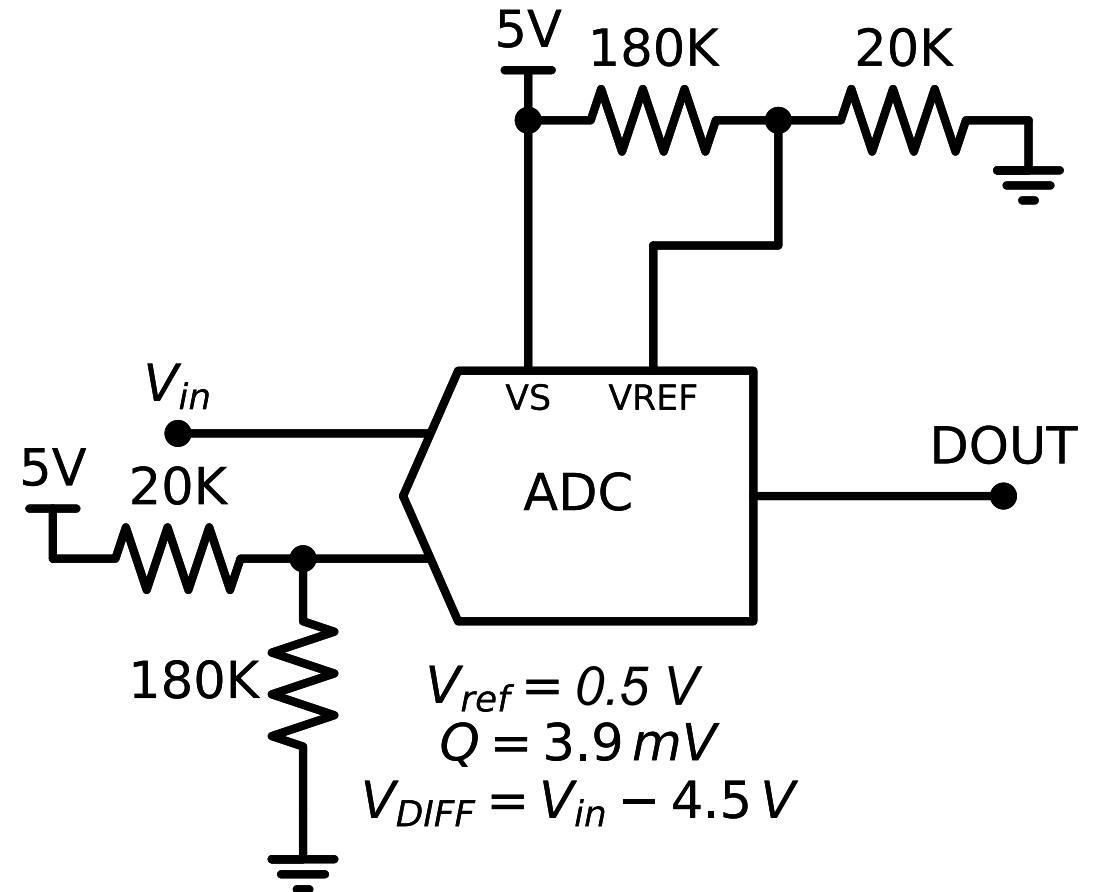 5V
180K
20K
V_in
VS
VREF
5V
20K
ADC
DOUT
180K
V_ref = 0.5 V
Q = 3.9 mV
V_DIFF = V_in − 4.5 V